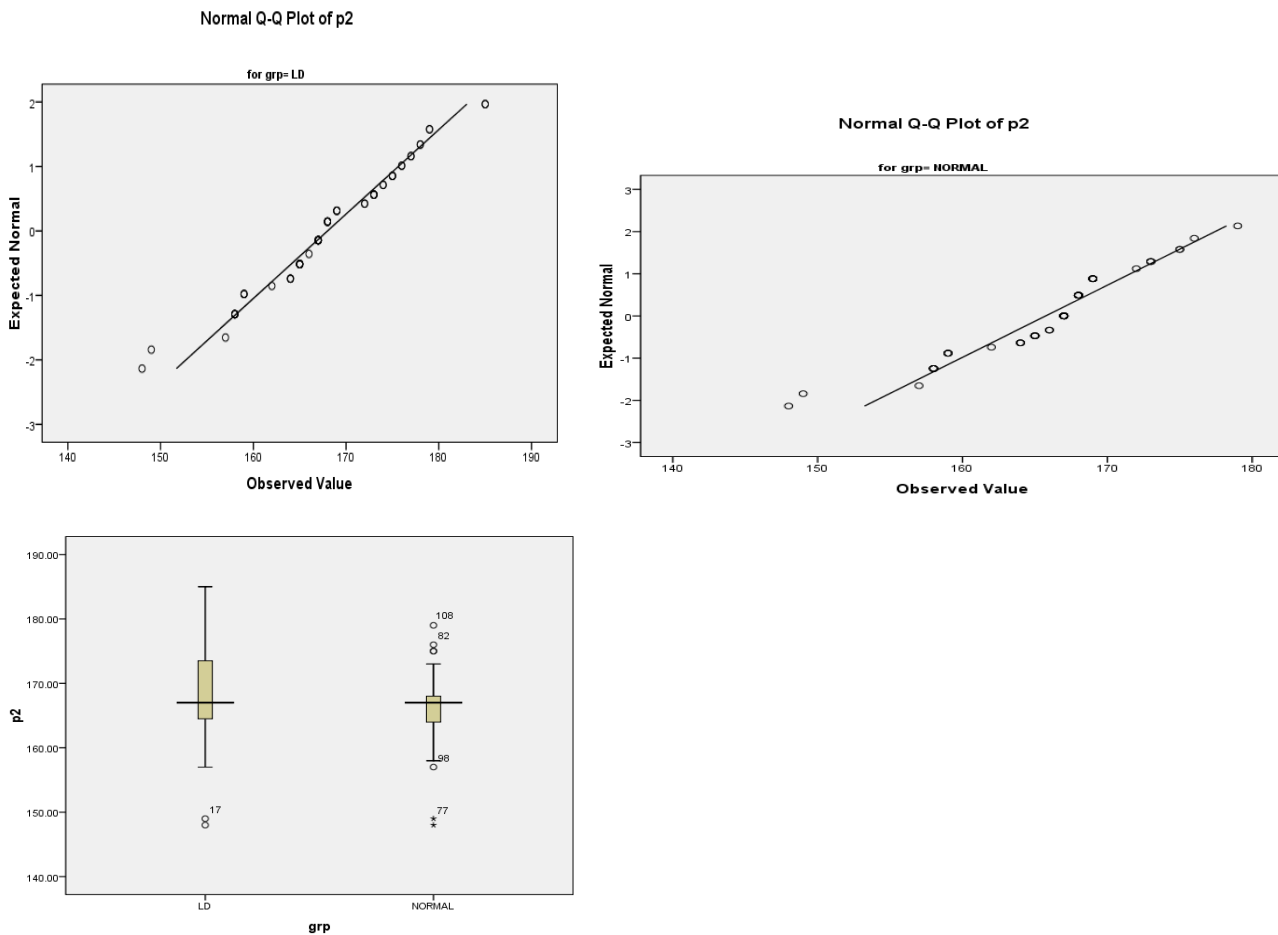 Normal Q-Q Plot of p2
for grp= LD
Expected Normal
2
1
0
-1
-2
-3
140 150 160 170 180 190
Observed Value
Normal Q-Q Plot of p2
for grp= NORMAL
Expected Normal
3
2
1
0
-1
-2
-3
140 150 160 170 180
Observed Value
p2
190.00
180.00
170.00
160.00
150.00
140.00
17
108
82
98
77
LD NORMAL
grp